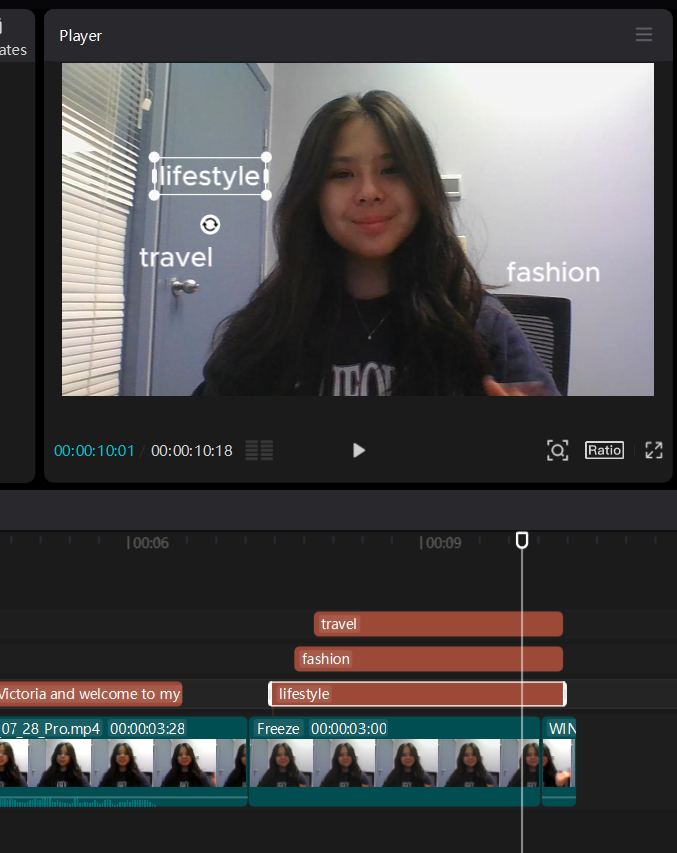 ates
Player
lifestyle
travel
fashion
00:00:10:01 / 00:00:10:18
Ratio
00:06
00:09
travel
fashion
Victoria and welcome to my
lifestyle
_07_28_Pro.mp4 00:00:03:28
Freeze 00:00:03:00
WIN